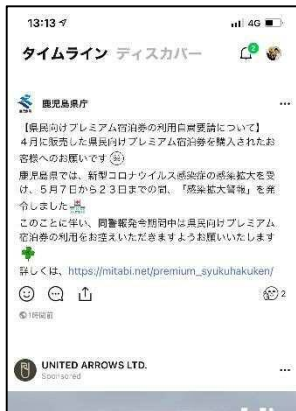 13:13
4G
タイムライン ディスカバー
2
鹿児島県庁
【県民向けプレミアム宿泊券の利用自粛要請について】
4月に販売した県民向けプレミアム宿泊券を購入されたお
客様へのお願いです
鹿児島県では、新型コロナウイルス感染症の感染拡大を受
け、5月7日から23日までの間、「感染拡大警報」を発
令しました
このことに伴い、同警報発令期間中は県民向けプレミアム
宿泊券の利用をお控えいただきますようお願いいたします
詳しくは、https://mitabi.net/premium_syukuhakuken/
2
1時間前
UNITED ARROWS LTD.
Sponsored